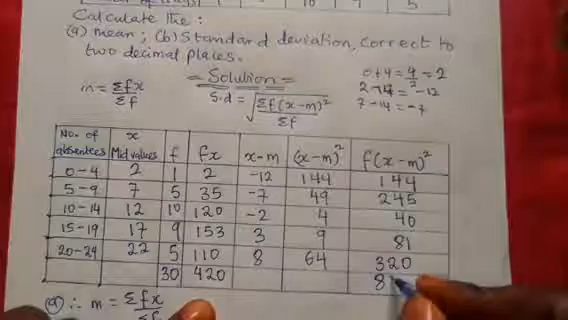 10 5
Calculate the:
(a) mean; (b) Standard deviation, correct to
two decimal places.
= Solution =
m = Σfx/Σf
S.d = √Σf(x-m)²/Σf
0+4 = 4/2 = 2
2-14 = -12
7-14 = -7
No. of absentees x Mid values f fx x-m (x-m)² f(x-m)²
0-4 2 1 2 -12 144 144
5-9 7 5 35 -7 49 245
10-14 12 10 120 -2 4 40
15-19 17 9 153 3 9 81
20-24 22 5 110 8 64 320
30 420 8
(a) ∴ m = Σfx/Σf